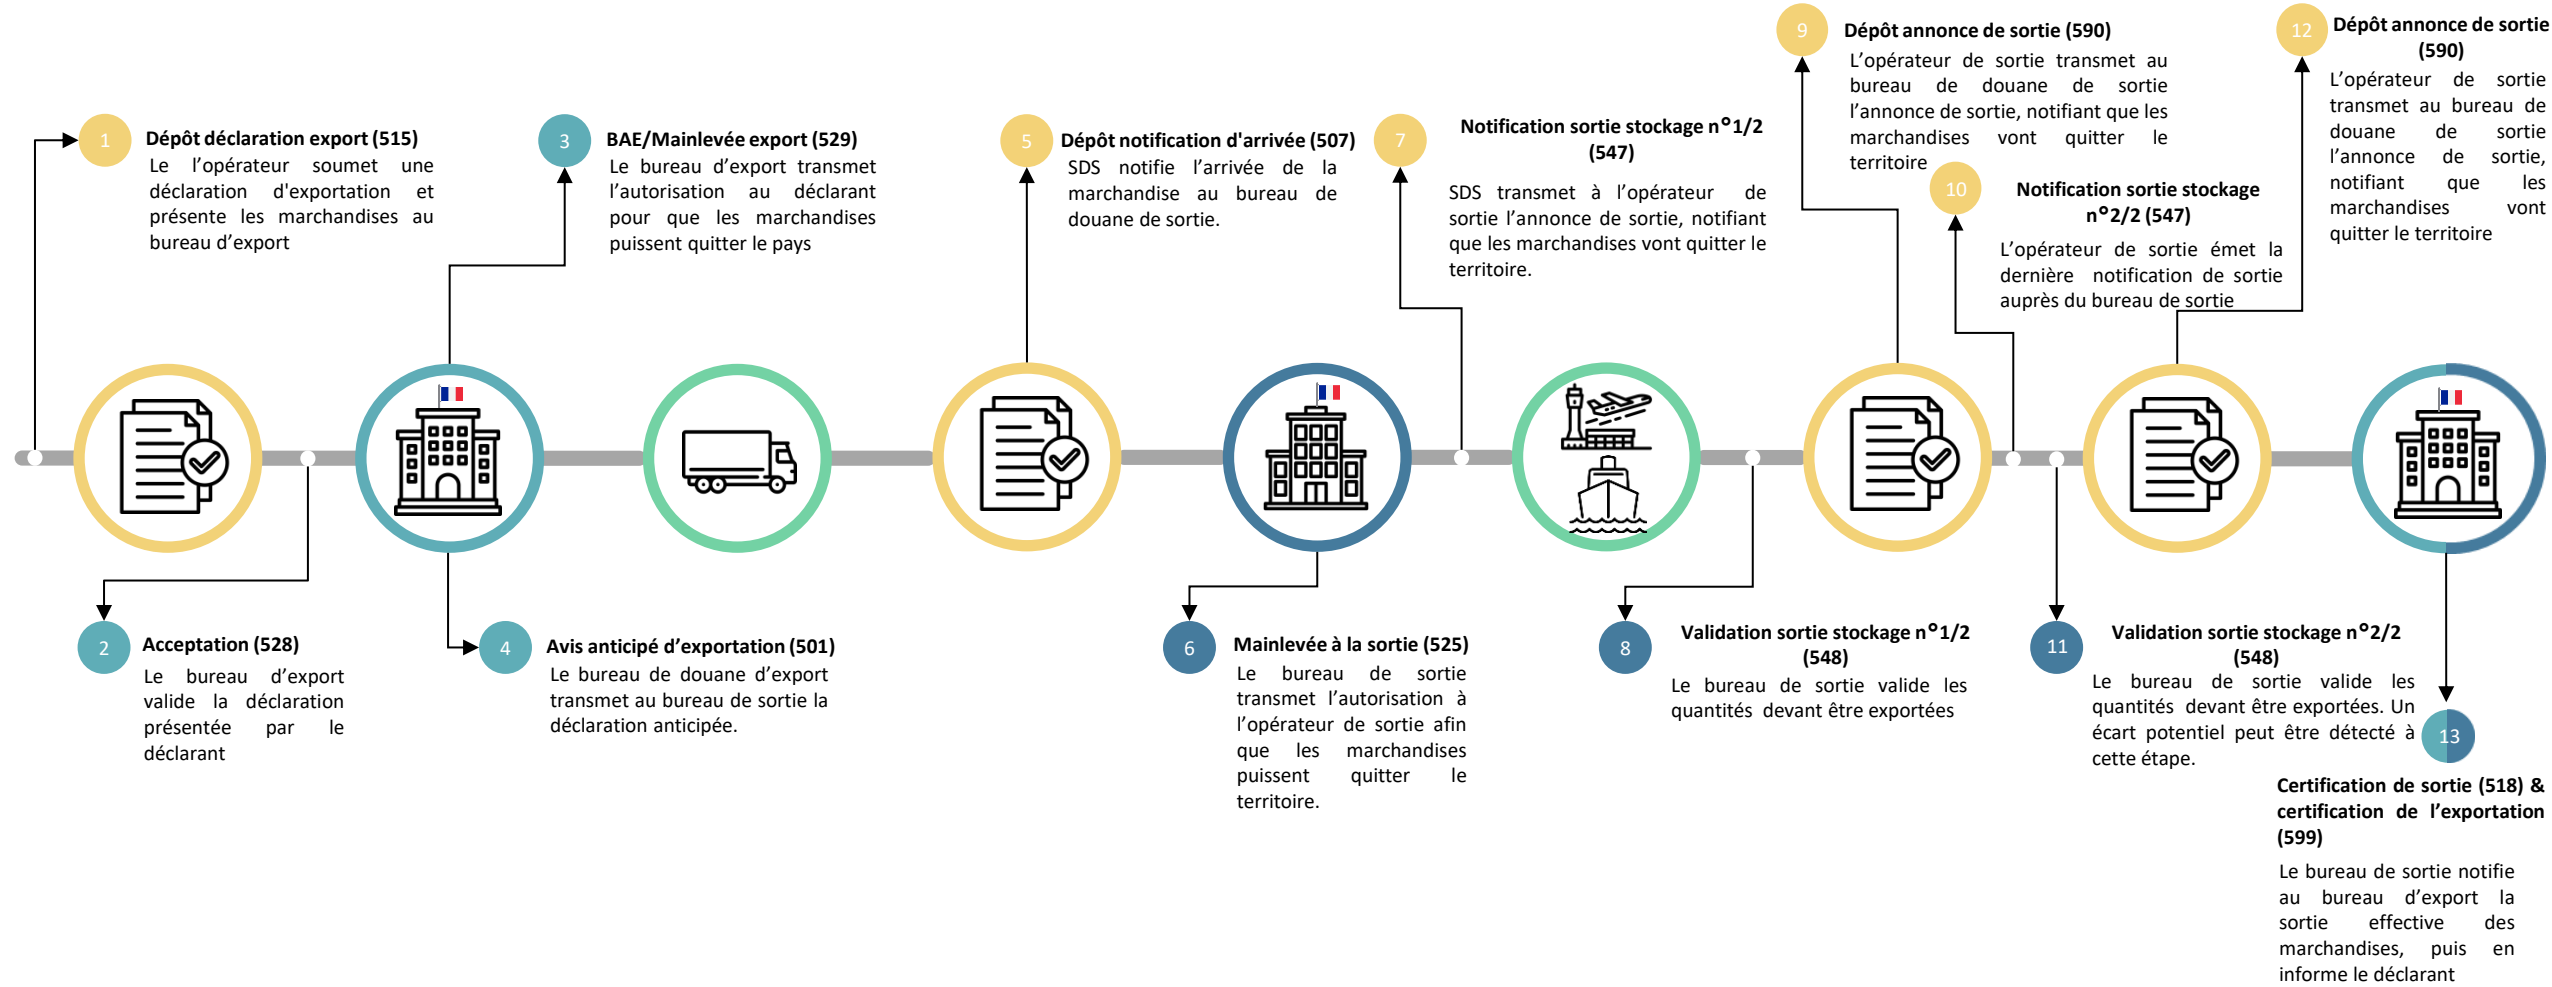 1
Dépôt déclaration export (515)
Le l’opérateur soumet une
déclaration d'exportation et
présente les marchandises au
bureau d’export
2
Acceptation (528)
Le bureau d’export
valide la déclaration
présentée par le
déclarant
3
BAE/Mainlevée export (529)
Le bureau d’export transmet
l’autorisation au déclarant
pour que les marchandises
puissent quitter le pays
4
Avis anticipé d’exportation (501)
Le bureau de douane d’export
transmet au bureau de sortie la
déclaration anticipée.
5
Dépôt notification d'arrivée (507)
SDS notifie l’arrivée de la
marchandise au bureau de
douane de sortie.
6
Mainlevée à la sortie (525)
Le bureau de sortie
transmet l’autorisation à
l’opérateur de sortie afin
que les marchandises
puissent quitter le
territoire.
7
Notification sortie stockage n°1/2
(547)
SDS transmet à l’opérateur de
sortie l’annonce de sortie, notifiant
que les marchandises vont quitter le
territoire.
8
Validation sortie stockage n°1/2
(548)
Le bureau de sortie valide les
quantités devant être exportées
9
Dépôt annonce de sortie (590)
L’opérateur de sortie transmet au
bureau de douane de sortie
l’annonce de sortie, notifiant que les
marchandises vont quitter le
territoire
10
Notification sortie stockage
n°2/2 (547)
L’opérateur de sortie émet la
dernière notification de sortie
auprès du bureau de sortie
11
Validation sortie stockage n°2/2
(548)
Le bureau de sortie valide les
quantités devant être exportées. Un
écart potentiel peut être détecté à
cette étape.
12
Dépôt annonce de sortie
(590)
L’opérateur de sortie
transmet au bureau de
douane de sortie
l’annonce de sortie,
notifiant que les
marchandises vont
quitter le territoire
13
Certification de sortie (518) &
certification de l’exportation
(599)
Le bureau de sortie notifie
au bureau d’export la
sortie effective des
marchandises, puis en
informe le déclarant